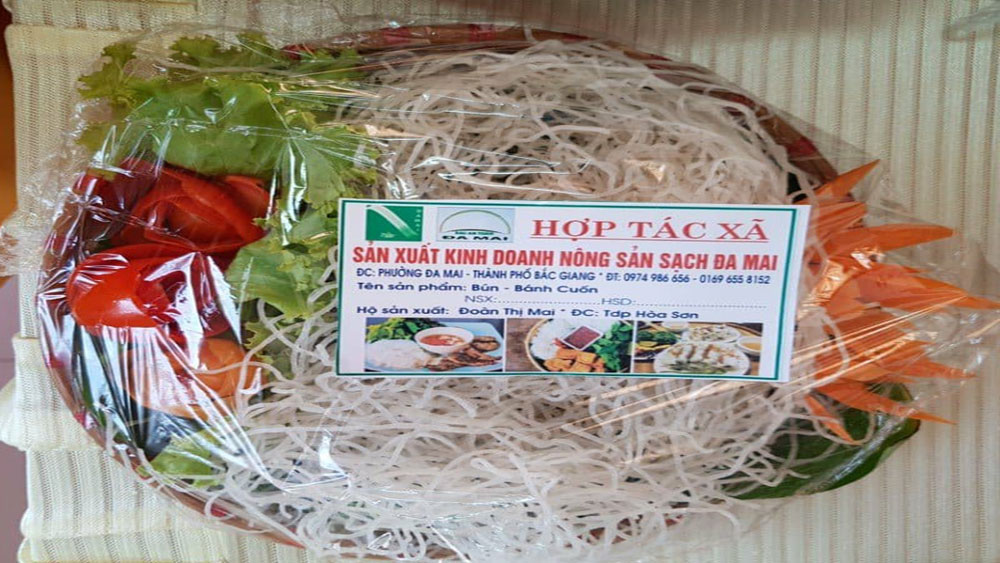 HỢP TÁC XÃ
ĐA MAI
SẢN XUẤT KINH DOANH NÔNG SẢN SẠCH ĐA MAI
ĐC: PHƯỜNG ĐA MAI - THÀNH PHỐ BẮC GIANG * ĐT: 0974 986 656 - 0169 655 8152
Tên sản phẩm: Bún - Bánh Cuốn
NSX:........................HSD:........................
Hộ sản xuất: Đoàn Thị Mai * ĐC: Tdp Hòa Sơn